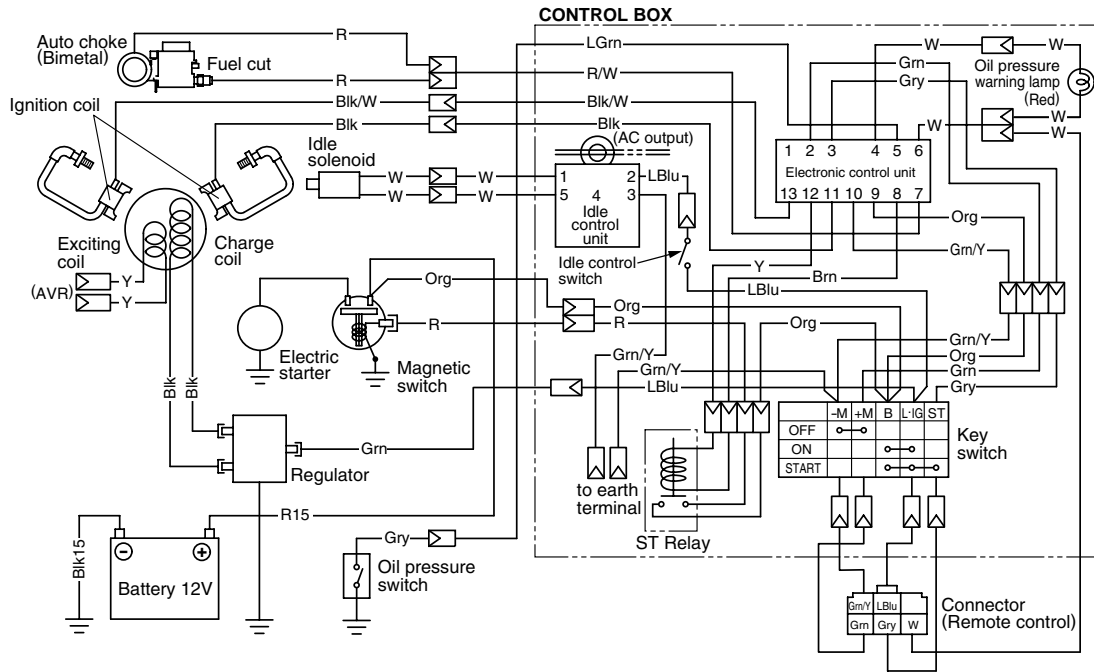 CONTROL BOX
Auto choke
(Bimetal)
R
Fuel cut
R
LGrn
R/W
W
W
Grn
Gry
Oil pressure
warning lamp
(Red)
W
W
W
Ignition coil
Blk/W
Blk/W
Blk
Blk
(AC output)
Idle
solenoid
W
W
W
W
1
2
LBlu
5
4
3
Idle
control
unit
1 2 3 4 5 6
Electronic control unit
13 12 11 10 9 8 7
Org
Grn/Y
Exciting
coil
Charge
coil
(AVR)
Y
Y
Idle control
switch
Y
Brn
LBlu
Org
R
Electric
starter
Magnetic
switch
Org
R
Org
Grn/Y
Grn/Y
LBlu
Grn/Y
Org
Grn
Gry
Blk
Blk
Grn
Regulator
-M +M B L·IG ST
OFF
ON
START
Key
switch
to earth
terminal
ST Relay
R15
Blk15
Battery 12V
Gry
Oil pressure
switch
Grn/Y LBlu
Grn Gry W
Connector
(Remote control)